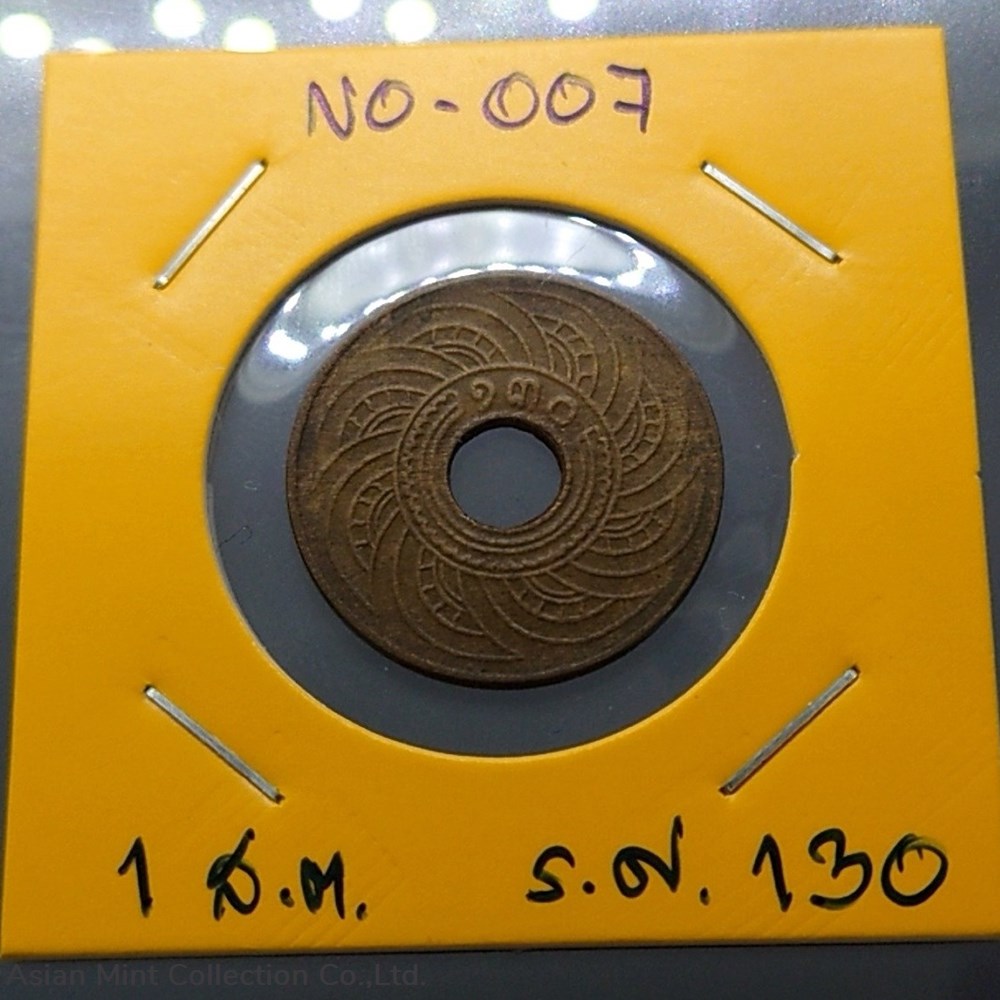 NO-007
๑๓๐
1 ส.ต. ร.ศ. 130
Asian Mint Collection Co.,Ltd.